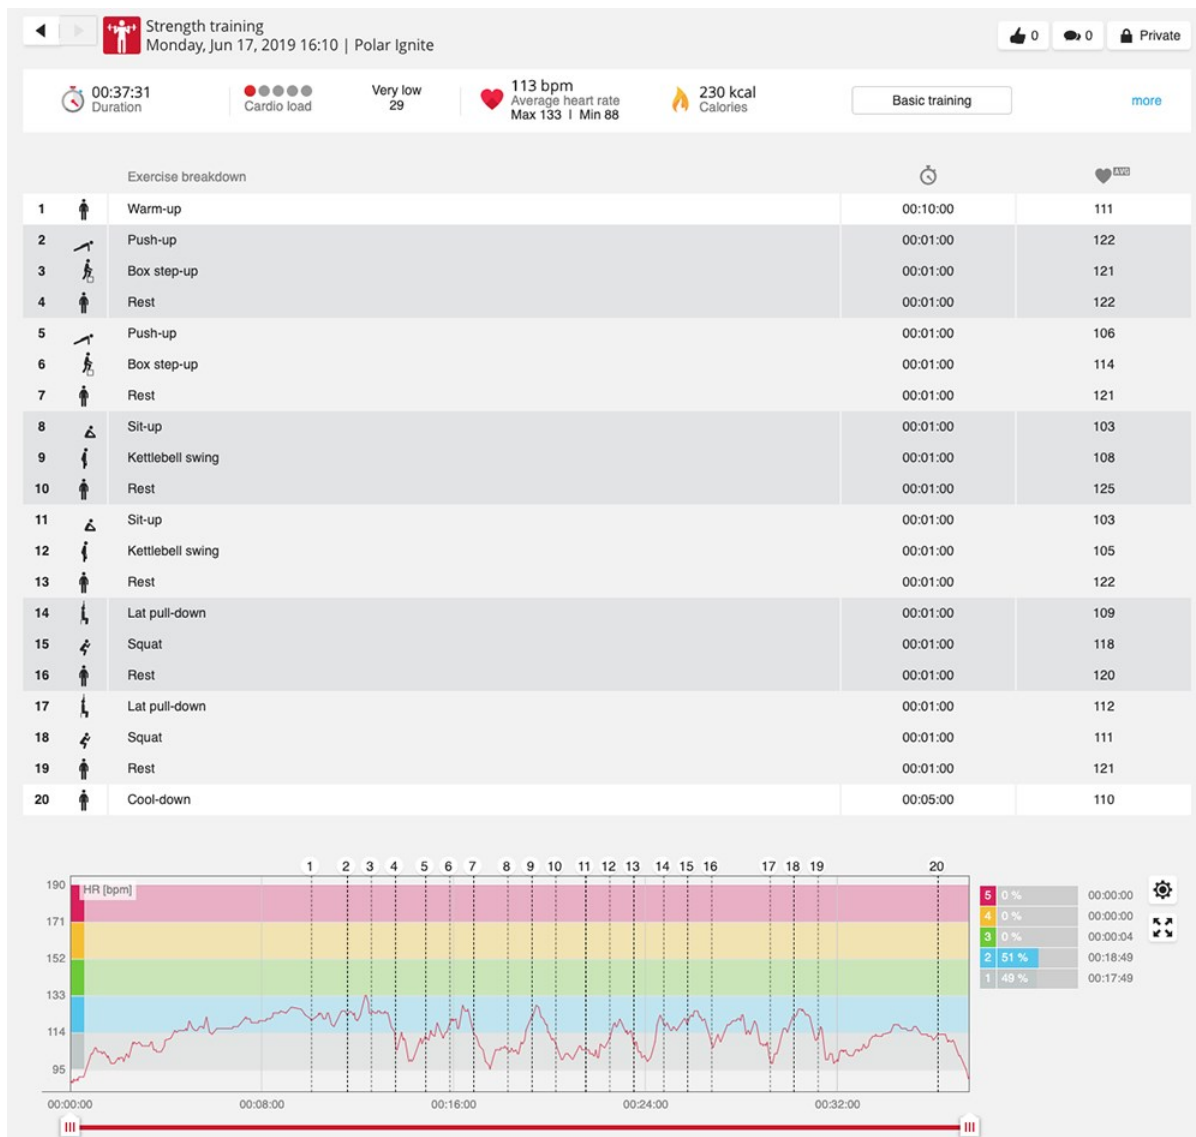 Strength training
Monday, Jun 17, 2019 16:10 | Polar Ignite
0 0 Private
00:37:31
Duration
Cardio load
Very low
29
113 bpm
Average heart rate
Max 133 | Min 88
230 kcal
Calories
Basic training
more
Exercise breakdown AVG
1 Warm-up 00:10:00 111
2 Push-up 00:01:00 122
3 Box step-up 00:01:00 121
4 Rest 00:01:00 122
5 Push-up 00:01:00 106
6 Box step-up 00:01:00 114
7 Rest 00:01:00 121
8 Sit-up 00:01:00 103
9 Kettlebell swing 00:01:00 108
10 Rest 00:01:00 125
11 Sit-up 00:01:00 103
12 Kettlebell swing 00:01:00 105
13 Rest 00:01:00 122
14 Lat pull-down 00:01:00 109
15 Squat 00:01:00 118
16 Rest 00:01:00 120
17 Lat pull-down 00:01:00 112
18 Squat 00:01:00 111
19 Rest 00:01:00 121
20 Cool-down 00:05:00 110
1 2 3 4 5 6 7 8 9 10 11 12 13 14 15 16 17 18 19 20
HR [bpm]
190
171
152
133
114
95
00:00:00 00:08:00 00:16:00 00:24:00 00:32:00
5 0 % 00:00:00
4 0 % 00:00:00
3 0 % 00:00:04
2 51 % 00:18:49
1 49 % 00:17:49